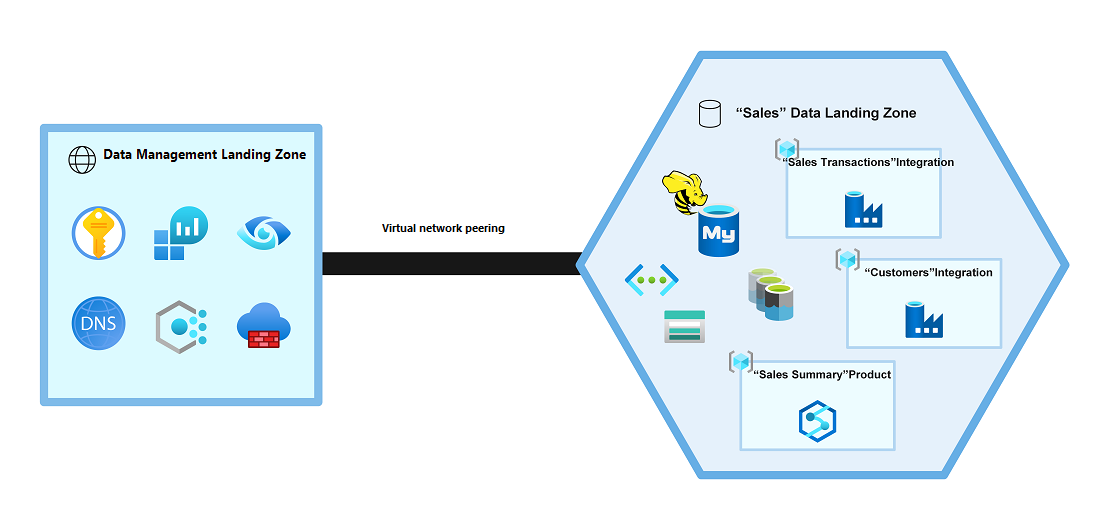 Data Management Landing Zone
DNS
Virtual network peering
“Sales” Data Landing Zone
“Sales Transactions”Integration
My
“Customers”Integration
“Sales Summary”Product